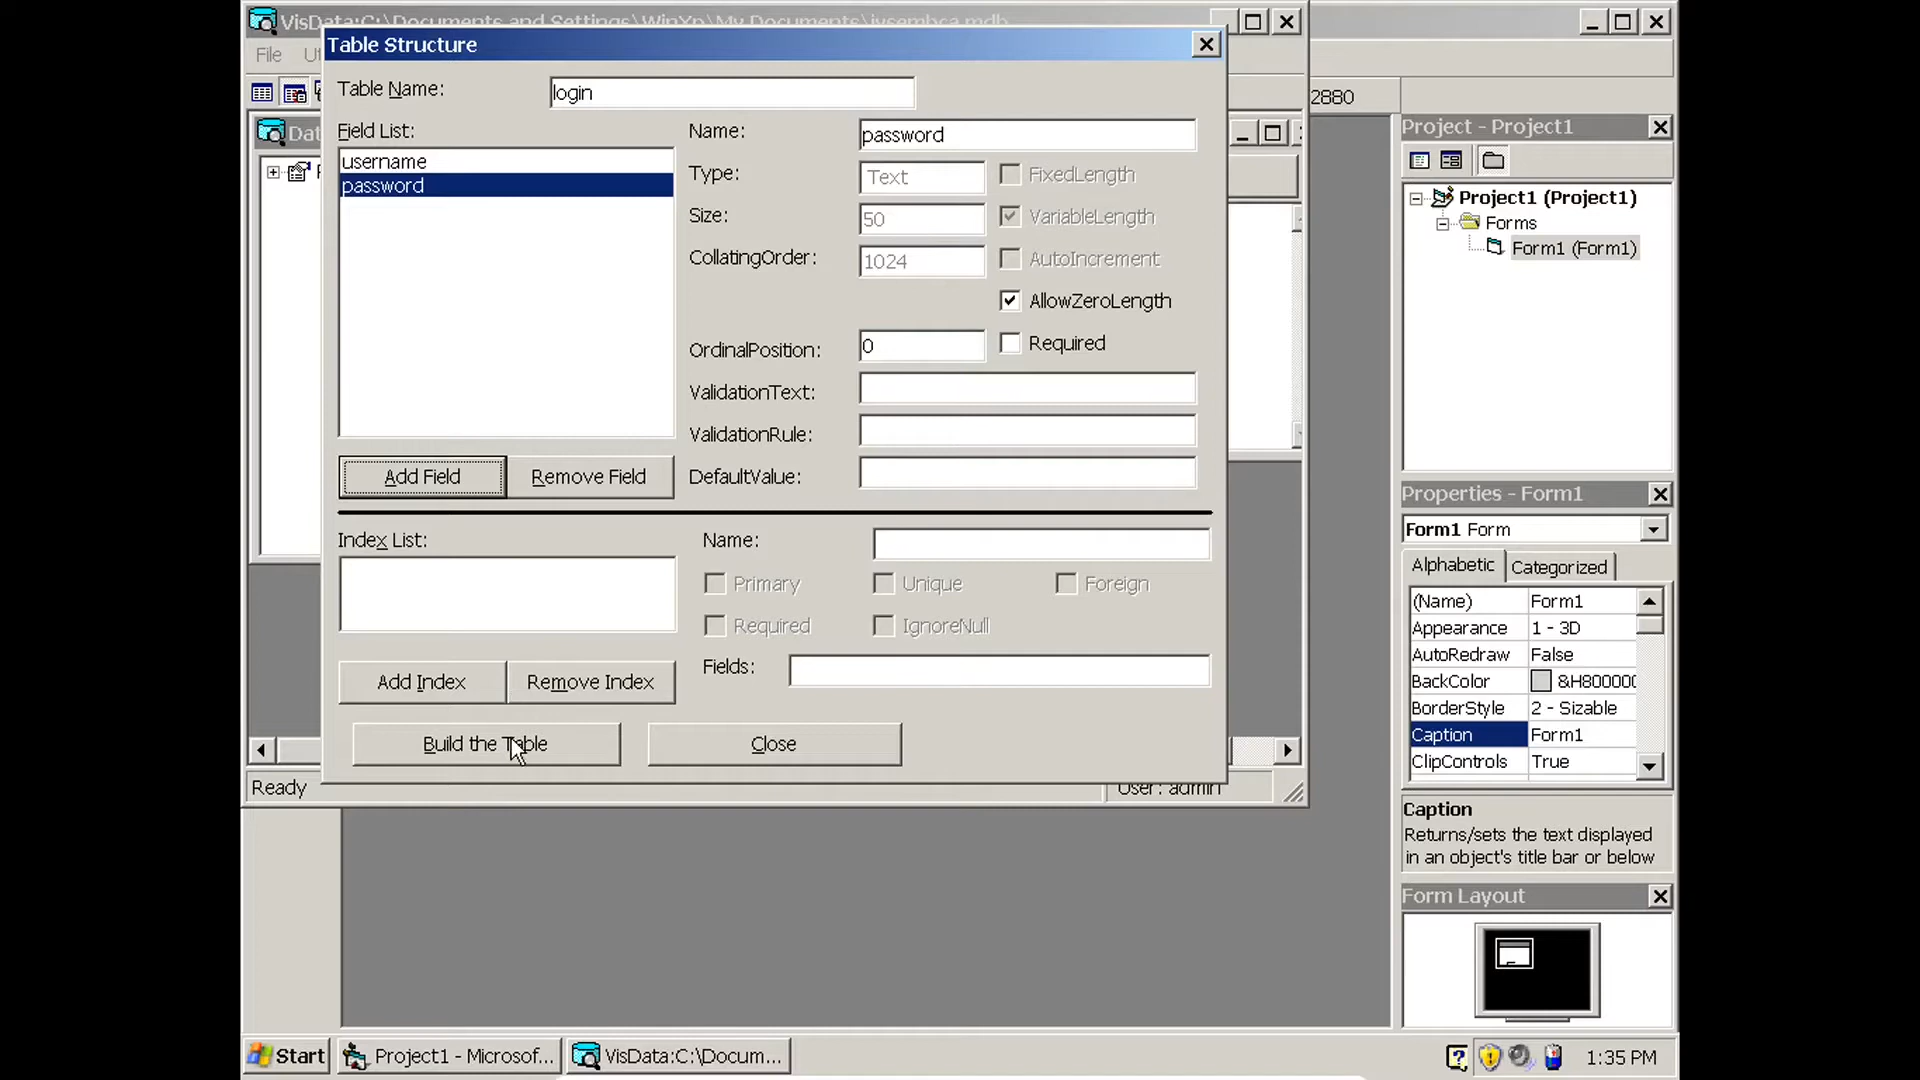 VisData:C:\Documents and Settings\WinXp\My Documents\ivsembca.mdb
Table Structure
File
Table Name:
login
2880
Field List:
username
password
Name:
password
Type:
Text
FixedLength
Size:
50
VariableLength
CollatingOrder:
1024
AutoIncrement
AllowZeroLength
OrdinalPosition:
0
Required
ValidationText:
ValidationRule:
DefaultValue:
Add Field
Remove Field
Index List:
Name:
Primary
Unique
Foreign
Required
IgnoreNull
Fields:
Add Index
Remove Index
Build the Table
Close
Ready
User: admin
Project - Project1
Project1 (Project1)
Forms
Form1 (Form1)
Properties - Form1
Form1 Form
Alphabetic
Categorized
(Name) Form1
Appearance 1 - 3D
AutoRedraw False
BackColor &H800000
BorderStyle 2 - Sizable
Caption Form1
ClipControls True
Caption
Returns/sets the text displayed
in an object's title bar or below
Form Layout
Start
Project1 - Microsof...
VisData:C:\Docum...
1:35 PM